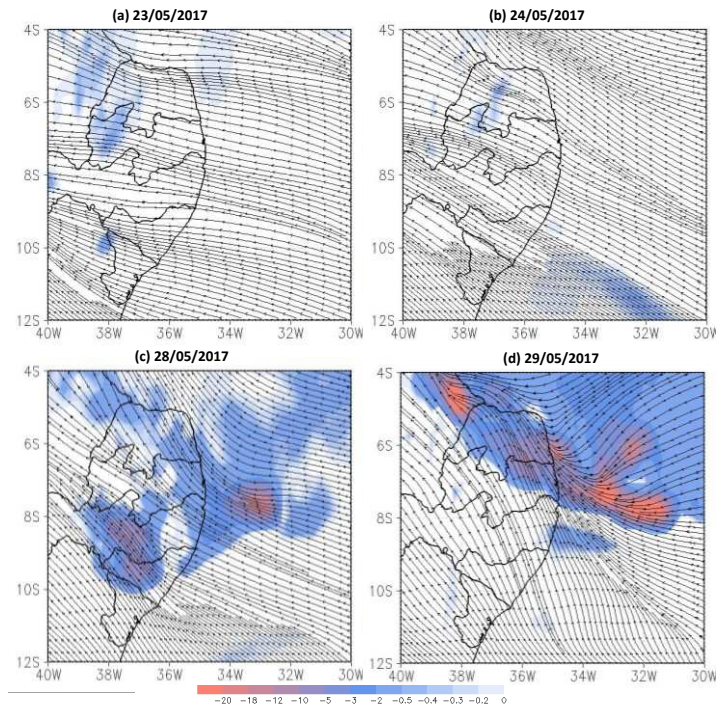 (a) 23/05/2017
(b) 24/05/2017
4S
4S
6S
6S
8S
8S
10S
10S
12S
12S
40W 38W 36W 34W 32W 30W
40W 38W 36W 34W 32W 30W
(c) 28/05/2017
(d) 29/05/2017
4S
4S
6S
6S
8S
8S
10S
10S
12S
12S
40W 38W 36W 34W 32W 30W
40W 38W 36W 34W 32W 30W
-20 -18 -12 -10 -5 -3 -2 -0.5 -0.4 -0.3 -0.2 0